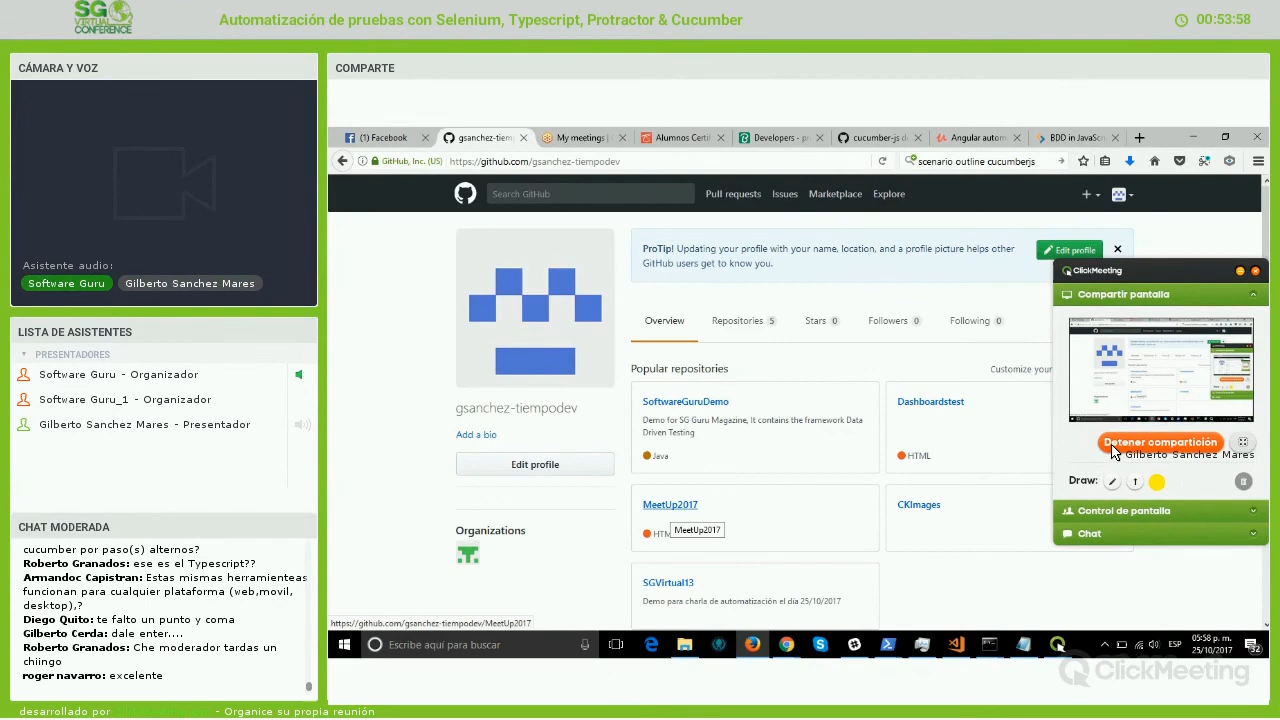 SG
VIRTUAL
CONFERENCE
Automatización de pruebas con Selenium, Typescript, Protractor & Cucumber
00:53:58
CÁMARA Y VOZ
Asistente audio:
Software Guru
Gilberto Sanchez Mares
LISTA DE ASISTENTES
PRESENTADORES
Software Guru - Organizador
Software Guru_1 - Organizador
Gilberto Sanchez Mares - Presentador
CHAT MODERADA
cucumber por paso(s) alternos?
Roberto Granados: ese es el Typescript??
Armandoc Capistran: Estas mismas herramienteas
funcionan para cualquier plataforma (web,movil,
desktop),?
Diego Quito: te falto un punto y coma
Gilberto Cerda: dale enter....
Roberto Granados: Che moderador tardas un
chiingo
roger navarro: excelente
desarrollado por
- Organice su propia reunión
COMPARTE
(1) Facebook
gsanchez-tiemp
My meetings |
Alumnos Certif
Developers - pr
cucumber-js d
Angular autom
BDD in JavaScr
GitHub, Inc. (US)
https://github.com/gsanchez-tiempodev
scenario outline cucumberjs
Search GitHub
Pull requests
Issues
Marketplace
Explore
ProTip! Updating your profile with your name, location, and a profile picture helps other
GitHub users get to know you.
Edit profile
Overview
Repositories 5
Stars 0
Followers 0
Following 0
gsanchez-tiempodev
Add a bio
Edit profile
Organizations
Popular repositories
Customize your
SoftwareGuruDemo
Demo for SG Guru Magazine, It contains the framework Data
Driven Testing
Java
Dashboardstest
HTML
MeetUp2017
HTM
MeetUp2017
CKImages
SGVirtual13
Demo para charla de automatización el día 25/10/2017
https://github.com/gsanchez-tiempodev/MeetUp2017
ClickMeeting
Compartir pantalla
Detener compartición
Gilberto Sanchez Mares
Draw:
Control de pantalla
Chat
Escribe aquí para buscar
ESP
05:58 p. m.
25/10/2017
32
ClickMeeting